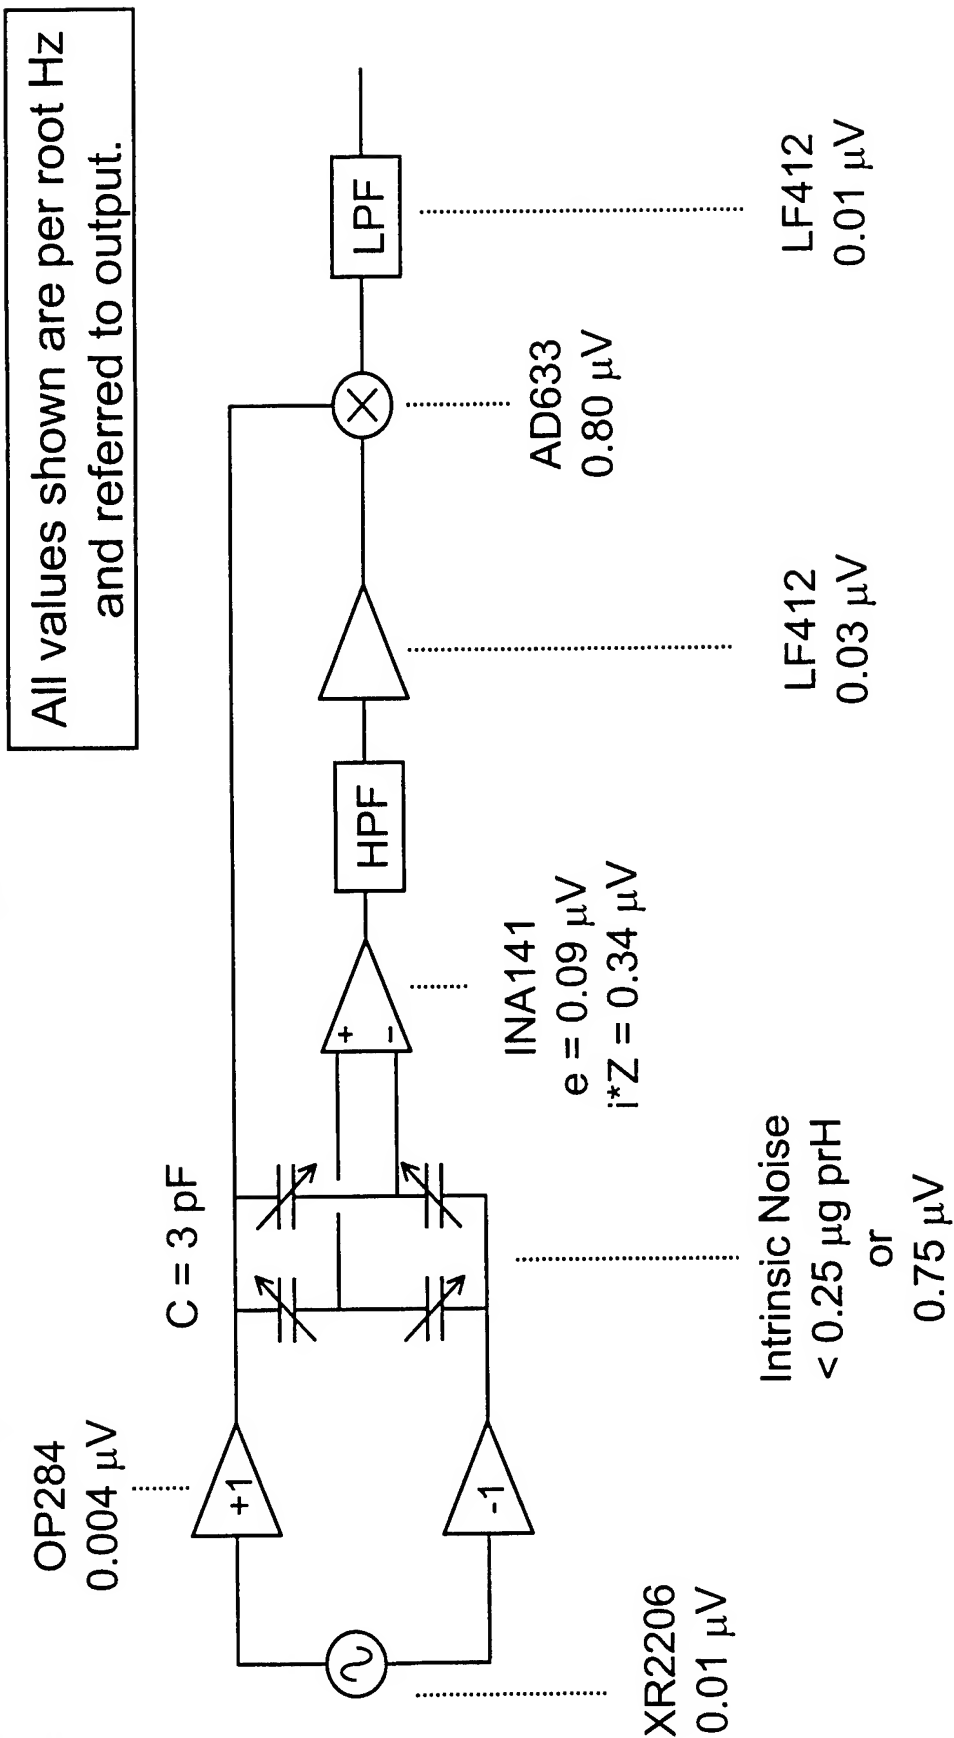 All values shown are per root Hz
and referred to output.
OP284
0.004 µV
C = 3 pF
+1
-1
+
-
HPF
LPF
XR2206
0.01 µV
Intrinsic Noise
< 0.25 µg prH
or
0.75 µV
INA141
e = 0.09 µV
i*Z = 0.34 µV
LF412
0.03 µV
AD633
0.80 µV
LF412
0.01 µV